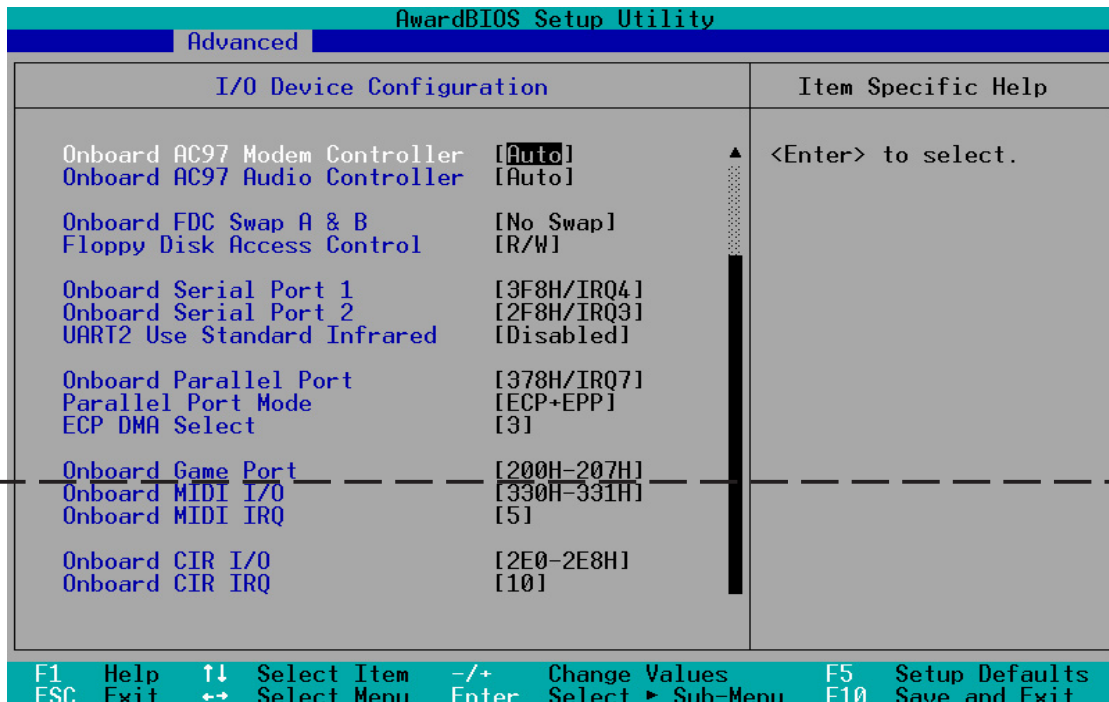 AwardBIOS Setup Utility
Advanced
I/O Device Configuration
Item Specific Help
Onboard AC97 Modem Controller [Auto]
<Enter> to select.
Onboard AC97 Audio Controller [Auto]
Onboard FDC Swap A & B [No Swap]
Floppy Disk Access Control [R/W]
Onboard Serial Port 1 [3F8H/IRQ4]
Onboard Serial Port 2 [2F8H/IRQ3]
UART2 Use Standard Infrared [Disabled]
Onboard Parallel Port [378H/IRQ7]
Parallel Port Mode [ECP+EPP]
ECP DMA Select [3]
Onboard Game Port [200H-207H]
Onboard MIDI I/O [330H-331H]
Onboard MIDI IRQ [5]
Onboard CIR I/O [2E0-2E8H]
Onboard CIR IRQ [10]
F1 Help ↑↓ Select Item -/+ Change Values F5 Setup Defaults
ESC Exit ←→ Select Menu Enter Select ► Sub-Menu F10 Save and Exit